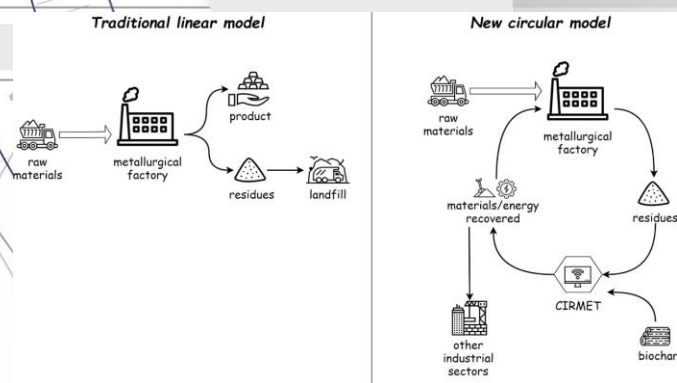 Traditional linear model
product
raw
materials
metallurgical
factory
residues
landfill
New circular model
raw
materials
metallurgical
factory
materials/energy
recovered
residues
CIRMET
other
industrial
sectors
biochar